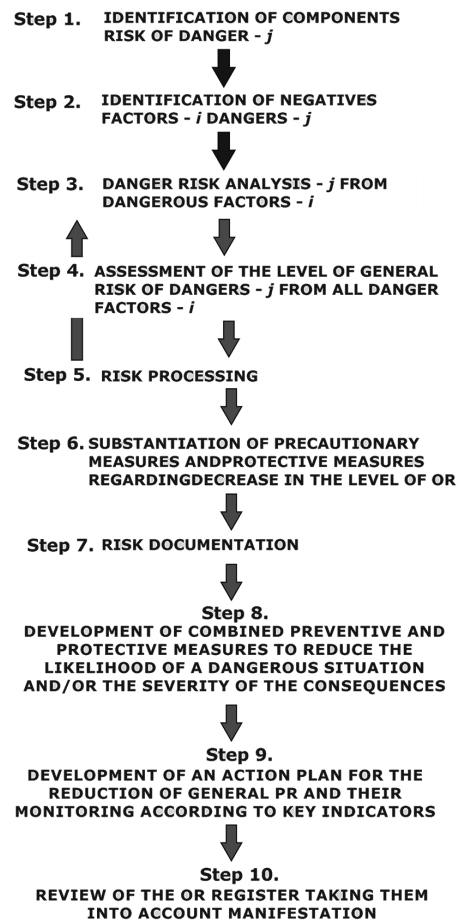 Step 1. IDENTIFICATION OF COMPONENTS
RISK OF DANGER - j
Step 2. IDENTIFICATION OF NEGATIVES
FACTORS - i DANGERS - j
Step 3. DANGER RISK ANALYSIS - j FROM
DANGEROUS FACTORS - i
Step 4. ASSESSMENT OF THE LEVEL OF GENERAL
RISK OF DANGERS - j FROM ALL DANGER
FACTORS - i
Step 5. RISK PROCESSING
Step 6. SUBSTANTIATION OF PRECAUTIONARY
MEASURES ANDPROTECTIVE MEASURES
REGARDINGDECREASE IN THE LEVEL OF OR
Step 7. RISK DOCUMENTATION
Step 8.
DEVELOPMENT OF COMBINED PREVENTIVE AND
PROTECTIVE MEASURES TO REDUCE THE
LIKELIHOOD OF A DANGEROUS SITUATION
AND/OR THE SEVERITY OF THE CONSEQUENCES
Step 9.
DEVELOPMENT OF AN ACTION PLAN FOR THE
REDUCTION OF GENERAL PR AND THEIR
MONITORING ACCORDING TO KEY INDICATORS
Step 10.
REVIEW OF THE OR REGISTER TAKING THEM
INTO ACCOUNT MANIFESTATION